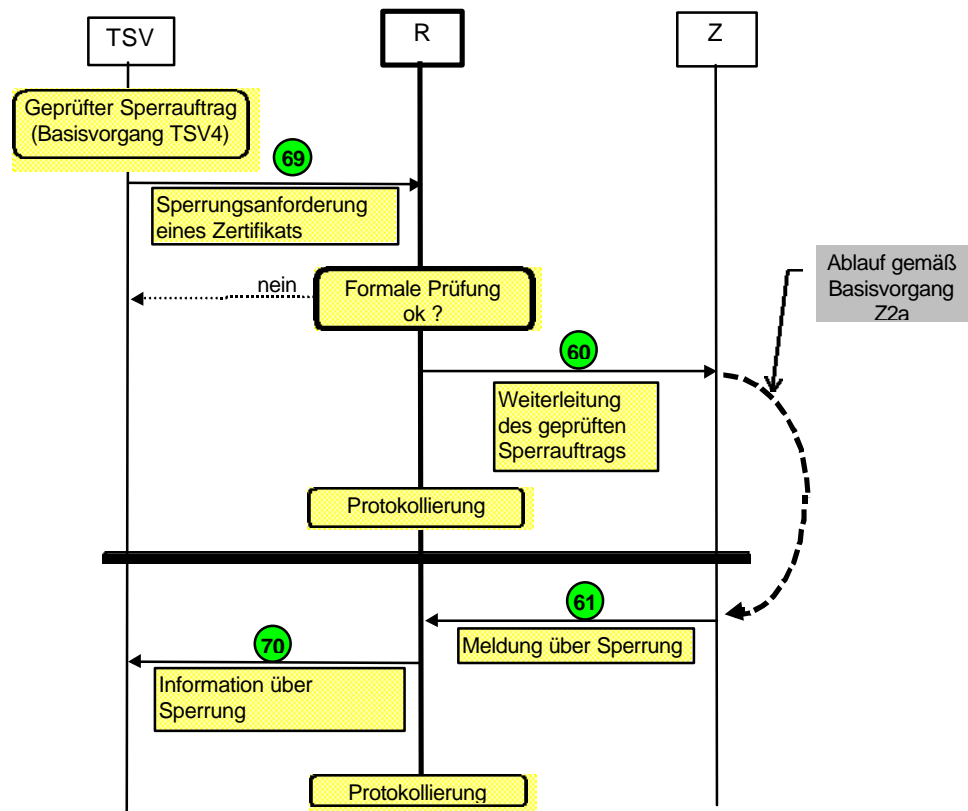 TSV
R
Z
Geprüfter Sperrauftrag
(Basisvorgang TSV4)
69
Sperrungsanforderung
eines Zertifikats
nein
Formale Prüfung
ok ?
Ablauf gemäß
Basisvorgang
Z2a
60
Weiterleitung
des geprüften
Sperrauftrags
Protokollierung
61
Meldung über Sperrung
70
Information über
Sperrung
Protokollierung